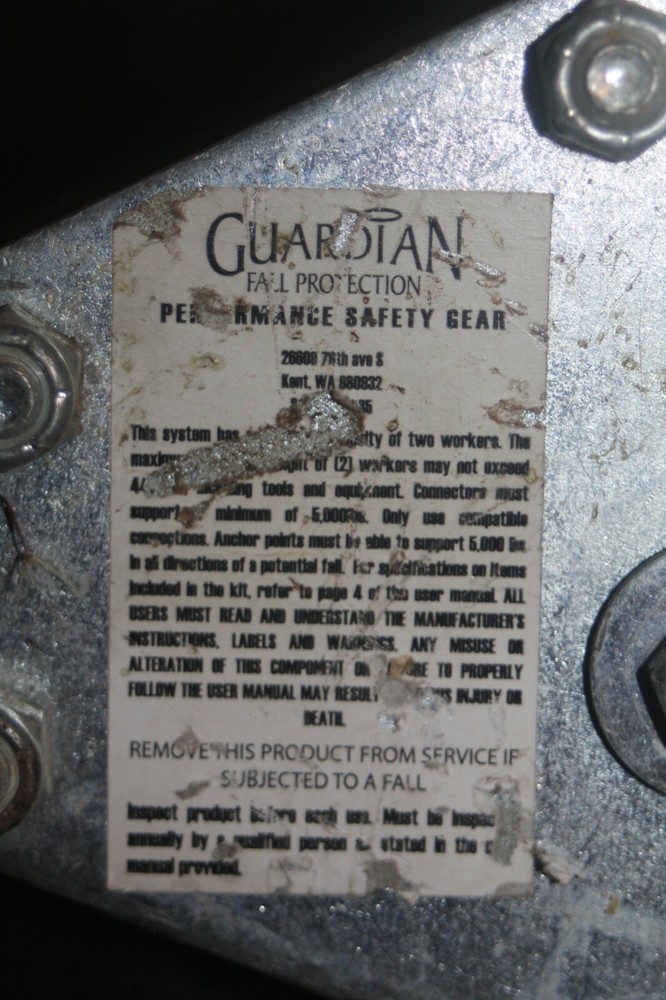 GUARDIAN
FALL PROTECTION
PERFORMANCE SAFETY GEAR
26609 79th ave S
Kent, WA
This system has of two workers. The
of (2) workers may not exceed
tools and equipment. Connectors must
support minimum of 5,000lbs. Only use compatible
connections. Anchor points must be able to support 5,000 lbs
in all directions of a potential fall. For specifications on items
included in the kit, refer to page 4 of the user manual. ALL
USERS MUST READ AND UNDERSTAND THE MANUFACTURER'S
INSTRUCTIONS, LABELS AND WARNINGS. ANY MISUSE OR
ALTERATION OF THIS COMPONENT OR TO PROPERLY
FOLLOW THE USER MANUAL MAY RESULT INJURY OR
DEATH.
REMOVE THIS PRODUCT FROM SERVICE IF
SUBJECTED TO A FALL
Inspect product before each use. Must be
annually by a qualified person as stated in the
manual provided.